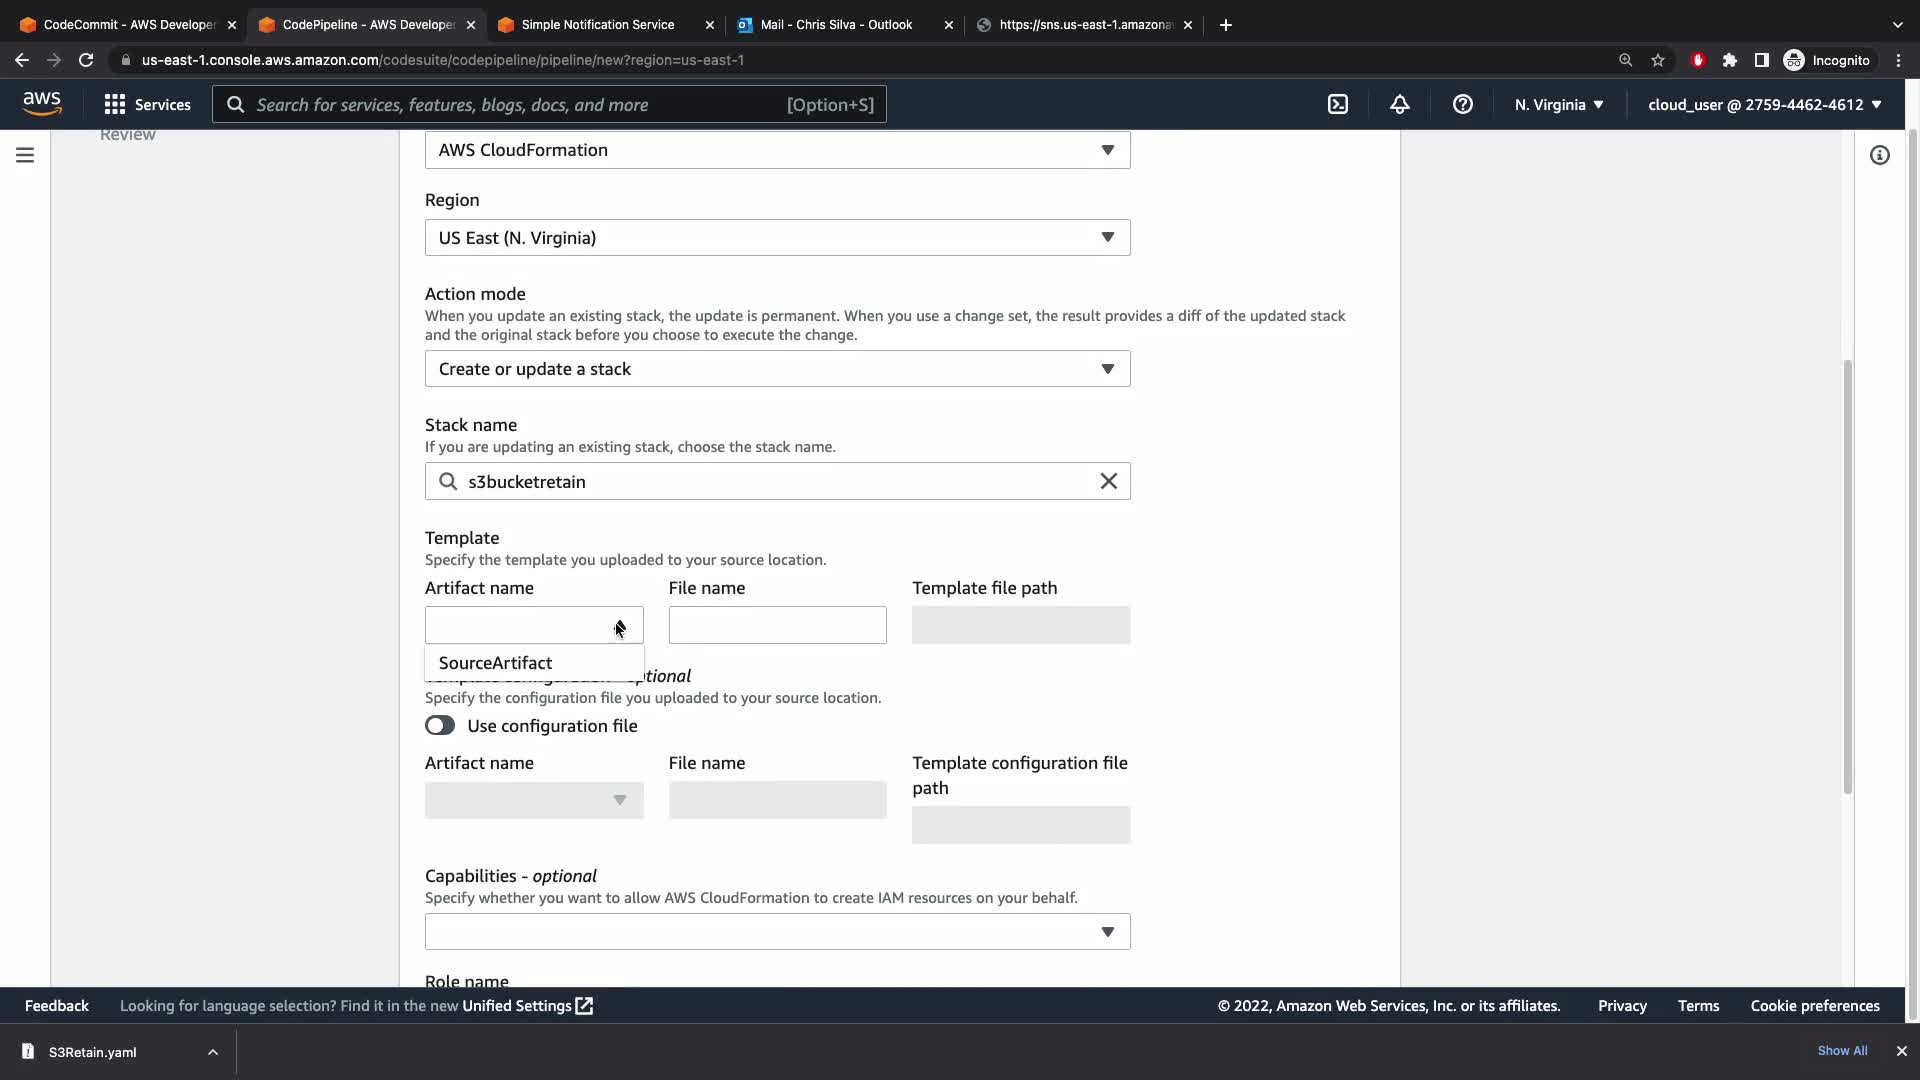 CodeCommit - AWS Developer
CodePipeline - AWS Develope
Simple Notification Service
Mail - Chris Silva - Outlook
https://sns.us-east-1.amazona
us-east-1.console.aws.amazon.com/codesuite/codepipeline/pipeline/new?region=us-east-1
Incognito
aws
Services
Search for services, features, blogs, docs, and more
[Option+S]
N. Virginia
cloud_user @ 2759-4462-4612
Review
AWS CloudFormation
Region
US East (N. Virginia)
Action mode
When you update an existing stack, the update is permanent. When you use a change set, the result provides a diff of the updated stack
and the original stack before you choose to execute the change.
Create or update a stack
Stack name
If you are updating an existing stack, choose the stack name.
s3bucketretain
Template
Specify the template you uploaded to your source location.
Artifact name
File name
Template file path
SourceArtifact
Specify the configuration file you uploaded to your source location.
Use configuration file
Artifact name
File name
Template configuration file
path
Capabilities - optional
Specify whether you want to allow AWS CloudFormation to create IAM resources on your behalf.
Role name
Feedback
Looking for language selection? Find it in the new Unified Settings
© 2022, Amazon Web Services, Inc. or its affiliates.
Privacy
Terms
Cookie preferences
S3Retain.yaml
Show All